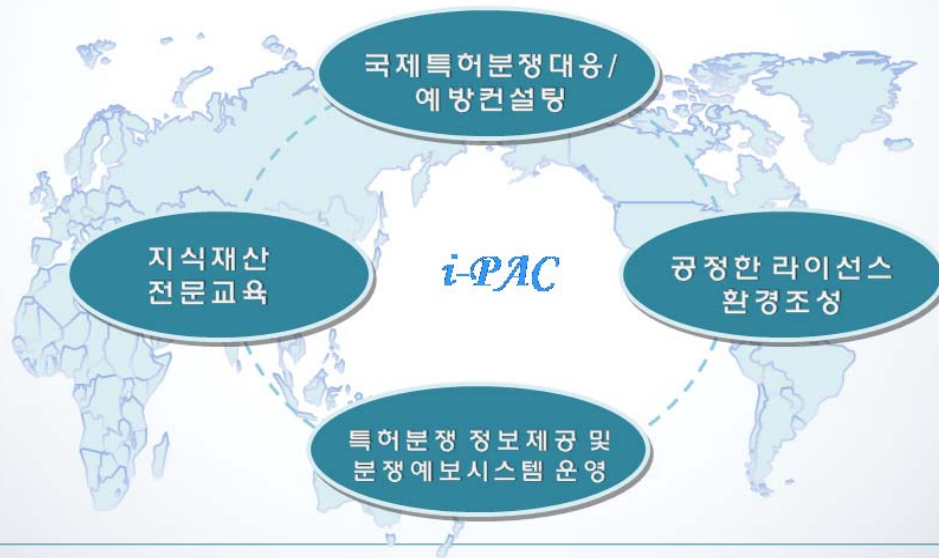 국제특허분쟁대응/
예방컨설팅
지식재산
전문교육
i-PAC
공정한 라이선스
환경조성
특허분쟁 정보제공 및
분쟁예보시스템 운영